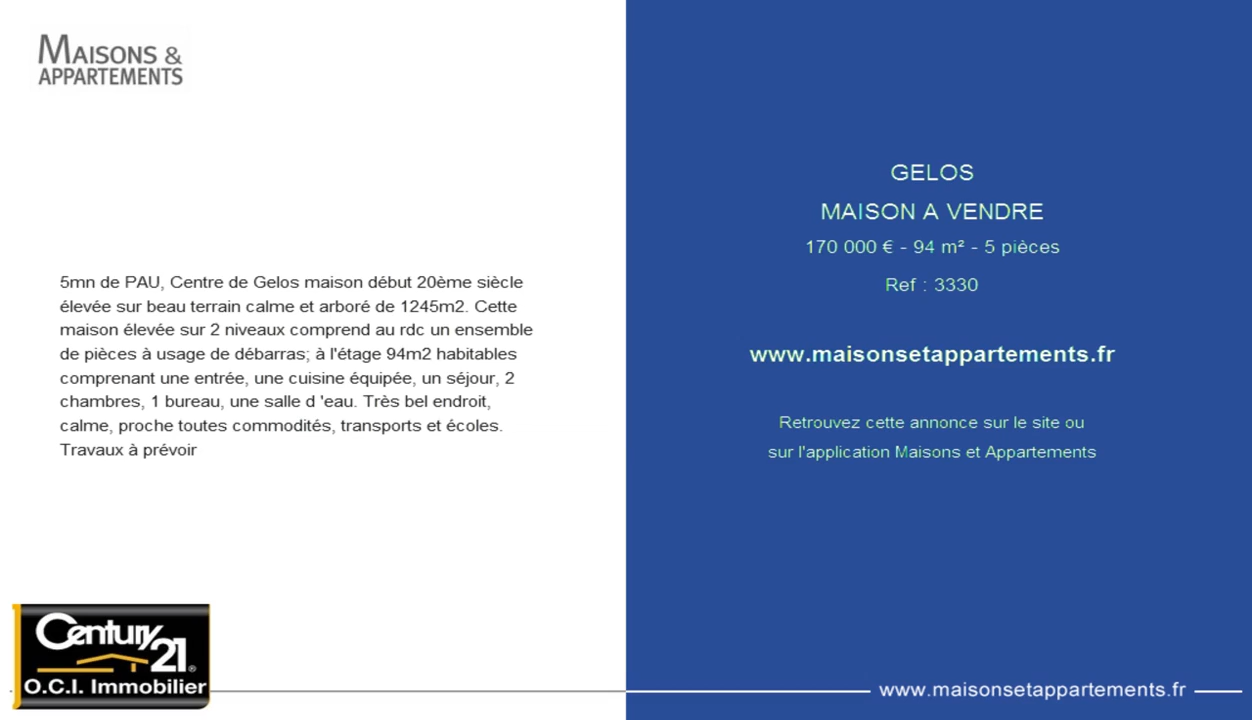 MAISONS &
APPARTEMENTS
5mn de PAU, Centre de Gelos maison début 20ème siècle
élevée sur beau terrain calme et arboré de 1245m2. Cette
maison élevée sur 2 niveaux comprend au rdc un ensemble
de pièces à usage de débarras; à l'étage 94m2 habitables
comprenant une entrée, une cuisine équipée, un séjour, 2
chambres, 1 bureau, une salle d 'eau. Très bel endroit,
calme, proche toutes commodités, transports et écoles.
Travaux à prévoir
Century 21®
O.C.I. Immobilier
GELOS
MAISON A VENDRE
170 000 € - 94 m² - 5 pièces
Ref : 3330
www.maisonsetappartements.fr
Retrouvez cette annonce sur le site ou
sur l'application Maisons et Appartements
www.maisonsetappartements.fr